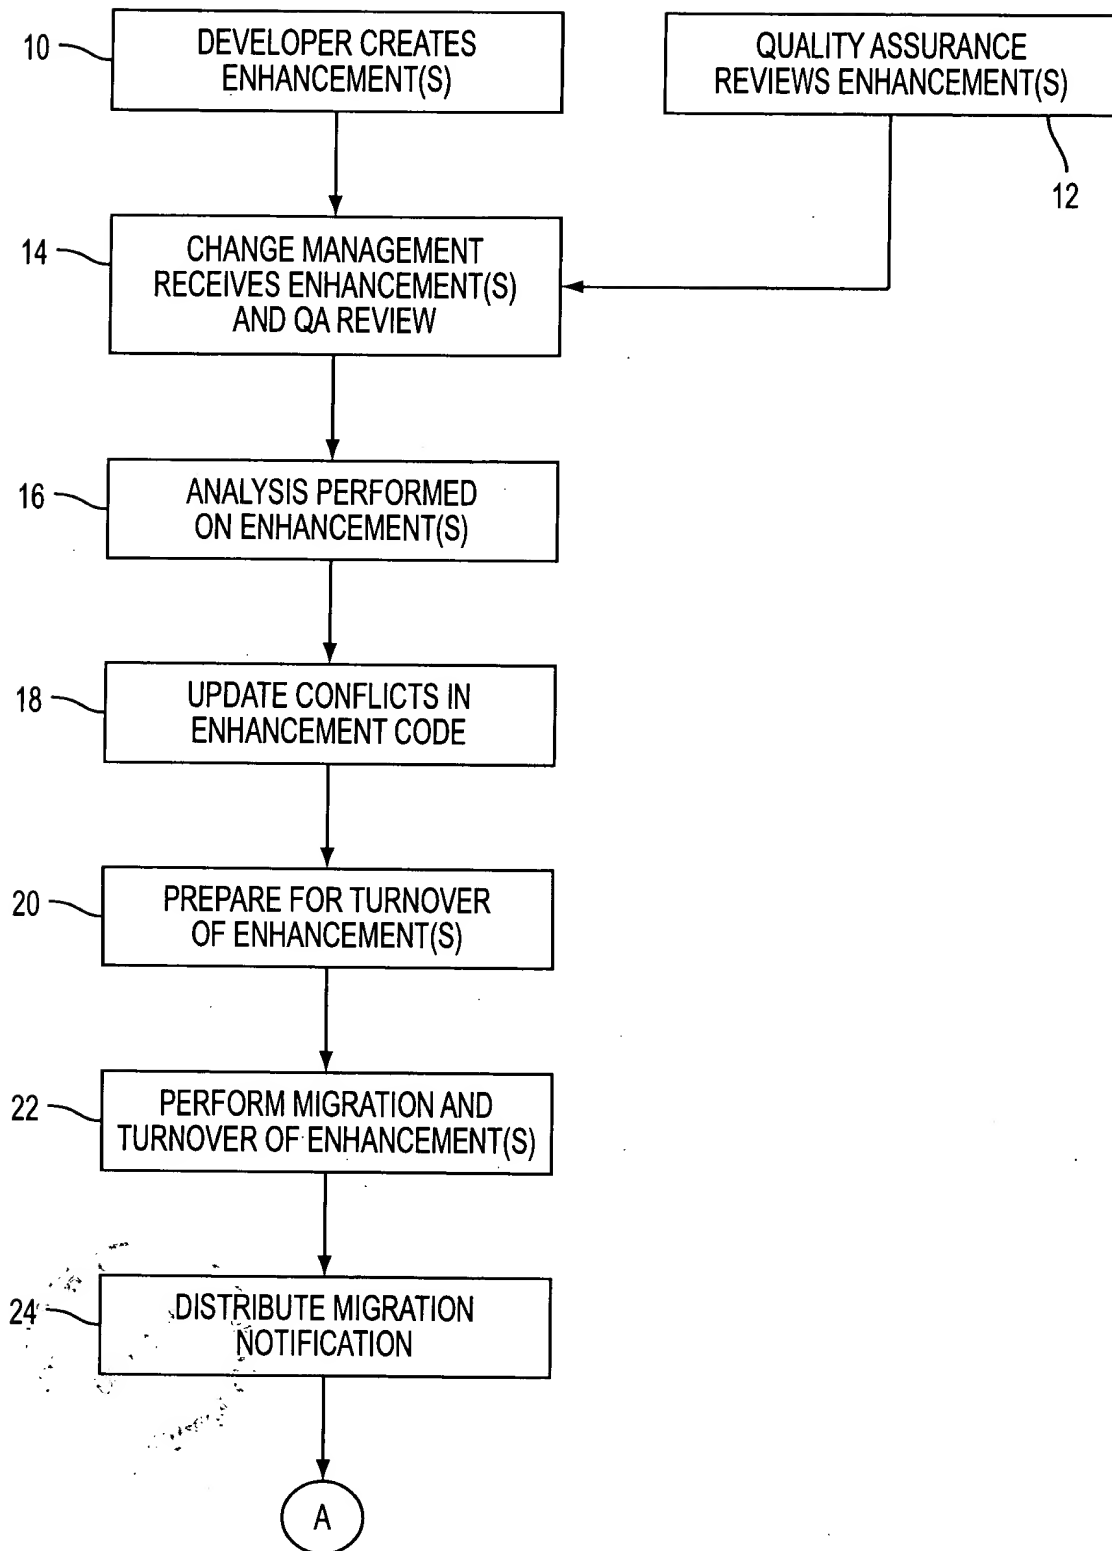 10
DEVELOPER CREATES
ENHANCEMENT(S)
QUALITY ASSURANCE
REVIEWS ENHANCEMENT(S)
12
14
CHANGE MANAGEMENT
RECEIVES ENHANCEMENT(S)
AND QA REVIEW
16
ANALYSIS PERFORMED
ON ENHANCEMENT(S)
18
UPDATE CONFLICTS IN
ENHANCEMENT CODE
20
PREPARE FOR TURNOVER
OF ENHANCEMENT(S)
22
PERFORM MIGRATION AND
TURNOVER OF ENHANCEMENT(S)
24
DISTRIBUTE MIGRATION
NOTIFICATION
A